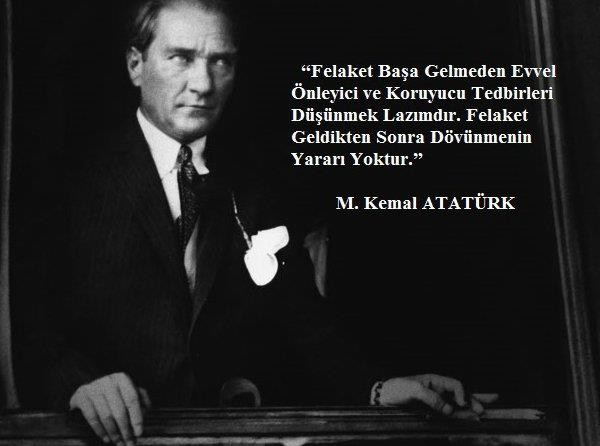 “Felaket Başa Gelmeden Evvel
Önleyici ve Koruyucu Tedbirleri
Düşünmek Lazımdır. Felaket
Geldikten Sonra Dövünmenin
Yararı Yoktur.”
M. Kemal ATATÜRK